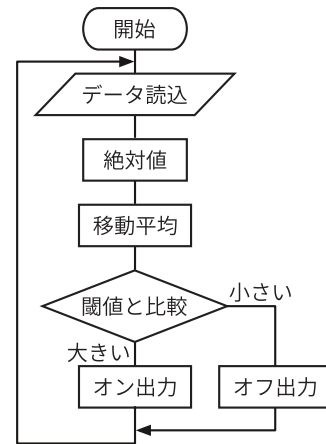 開始
データ読込
絶対値
移動平均
閾値と比較
小さい
大きい
オン出力
オフ出力